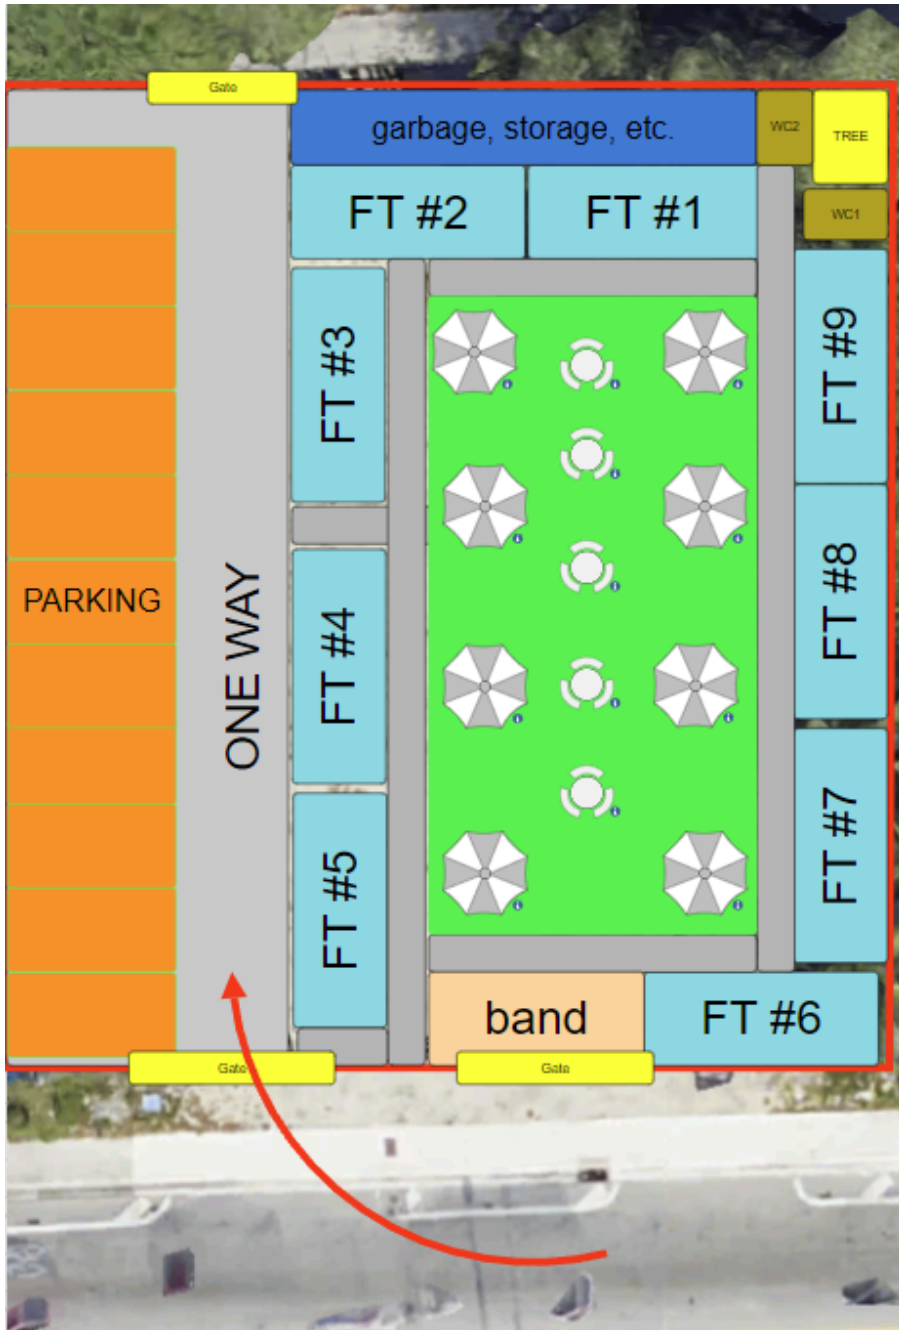 Gate
garbage, storage, etc.
WC2
TREE
WC1
FT #2
FT #1
FT #3
FT #9
FT #4
FT #8
PARKING
ONE WAY
FT #5
FT #7
band
FT #6
Gate
Gate